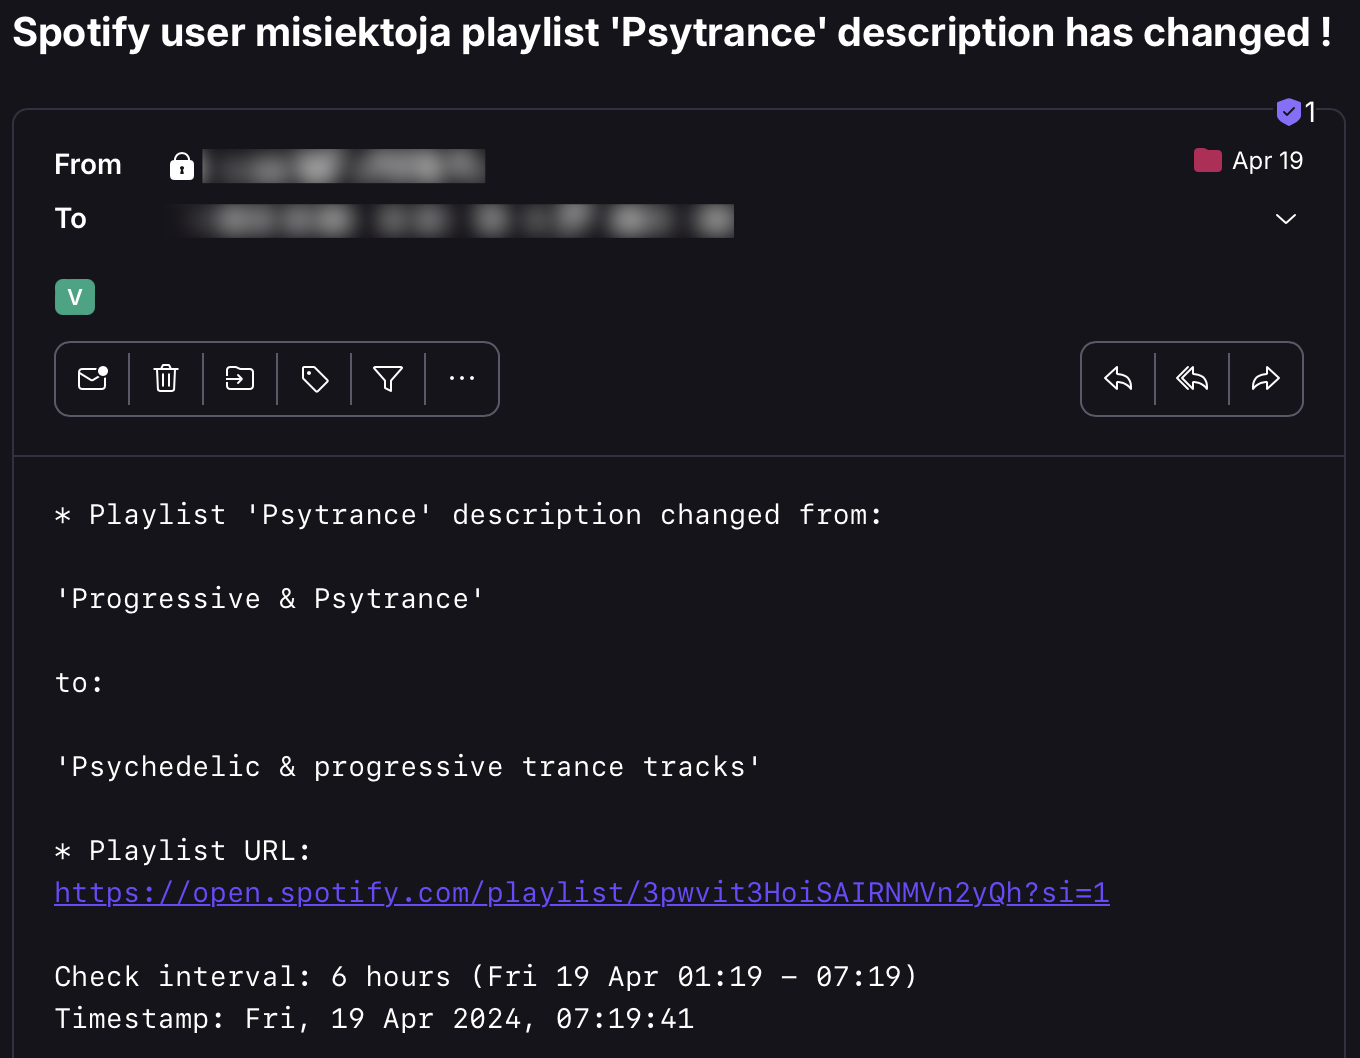 Spotify user misiektoja playlist 'Psytrance' description has changed !
1
From
Apr 19
To
V
* Playlist 'Psytrance' description changed from:
'Progressive & Psytrance'
to:
'Psychedelic & progressive trance tracks'
* Playlist URL:
https://open.spotify.com/playlist/3pwvit3HoiSAIRNMVn2yQh?si=1
Check interval: 6 hours (Fri 19 Apr 01:19 – 07:19)
Timestamp: Fri, 19 Apr 2024, 07:19:41